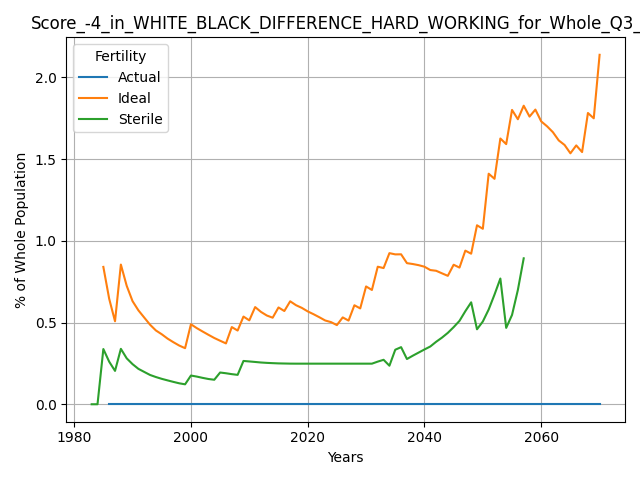 Score_-4_in_WHITE_BLACK_DIFFERENCE_HARD_WORKING_for_Whole_Q3_
Fertility
Actual
Ideal
Sterile
% of Whole Population
2.0
1.5
1.0
0.5
0.0
1980 2000 2020 2040 2060
Years